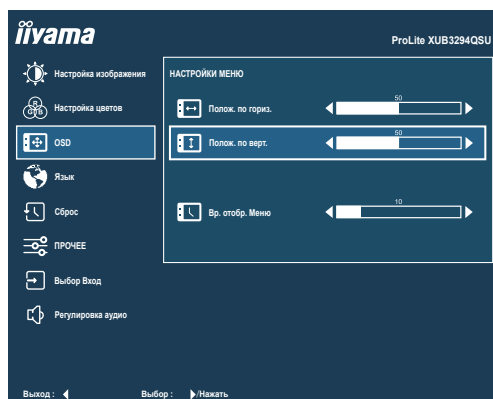 iiyama
ProLite XUB3294QSU
Настройка изображения
Настройка цветов
R
G B
OSD
Язык
Сброс
ПРОЧЕЕ
Выбор Вход
Регулировка аудио
НАСТРОЙКИ МЕНЮ
Полож. по гориз.
50
Полож. по верт.
50
Вр. отобр. Меню
10
Выход :
Выбор : /Нажать